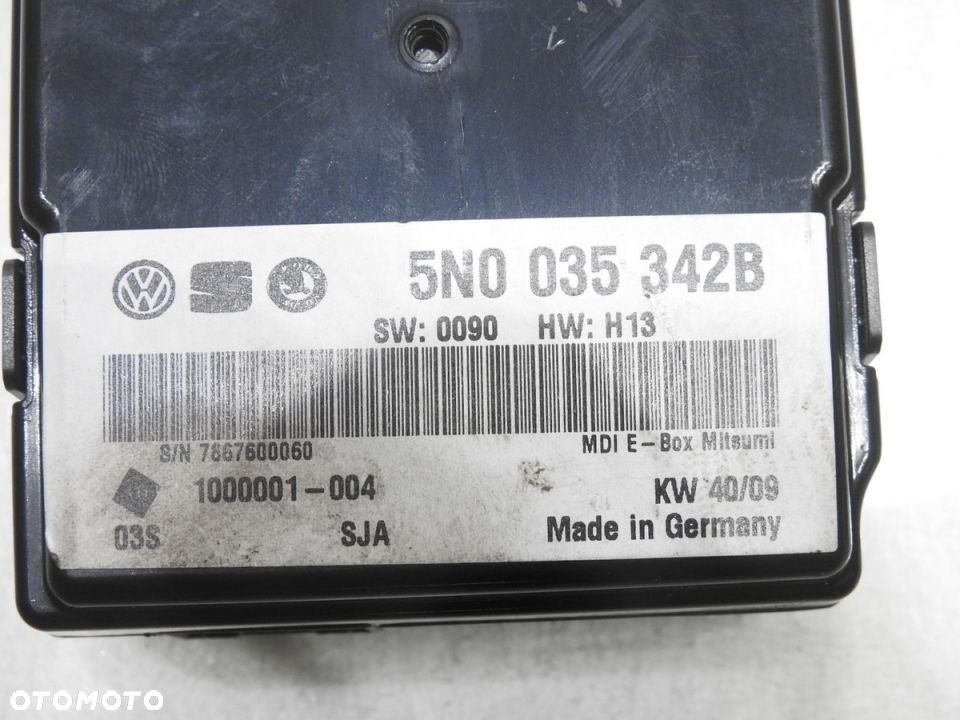 5N0 035 342B
SW: 0090 HW: H13
S/N 7867600060
MDI E-Box Mitsumi
1000001-004
KW 40/09
03S
SJA
Made in Germany
OTOMOTO